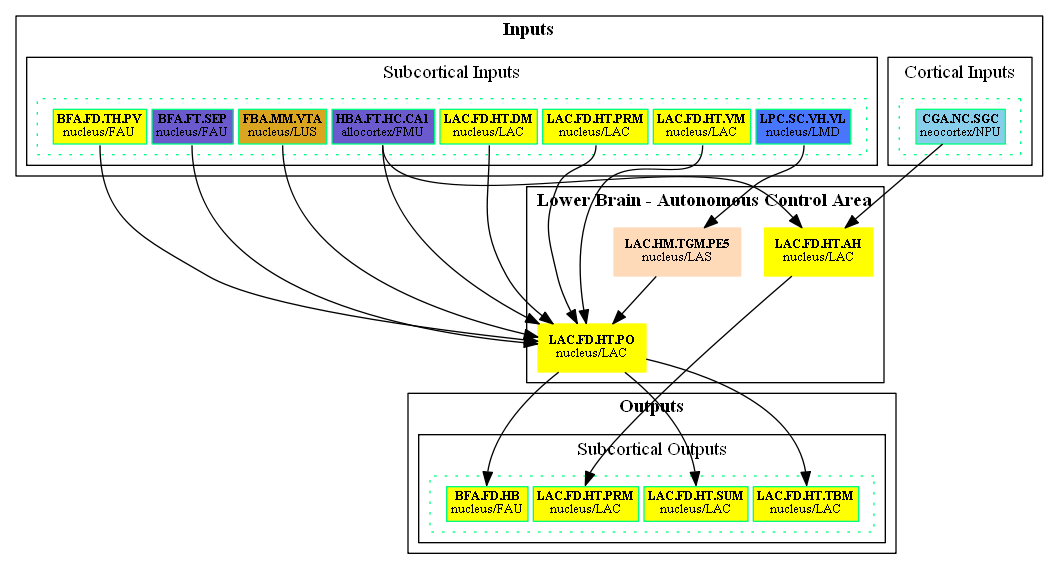 Inputs
Subcortical Inputs
Cortical Inputs
BFA.FD.TH.PV
nucleus/FAU
BFA.FT.SEP
nucleus/FAU
FBA.MM.VTA
nucleus/LUS
HBA.FT.HC.CA1
allocortex/FMU
LAC.FD.HT.DM
nucleus/LAC
LAC.FD.HT.PRM
nucleus/LAC
LAC.FD.HT.VM
nucleus/LAC
LPC.SC.VH.VL
nucleus/LMD
CGA.NC.SGC
neocortex/NPU
Lower Brain - Autonomous Control Area
LAC.HM.TGM.PE5
nucleus/LAS
LAC.FD.HT.AH
nucleus/LAC
LAC.FD.HT.PO
nucleus/LAC
Outputs
Subcortical Outputs
BFA.FD.HB
nucleus/FAU
LAC.FD.HT.PRM
nucleus/LAC
LAC.FD.HT.SUM
nucleus/LAC
LAC.FD.HT.TBM
nucleus/LAC